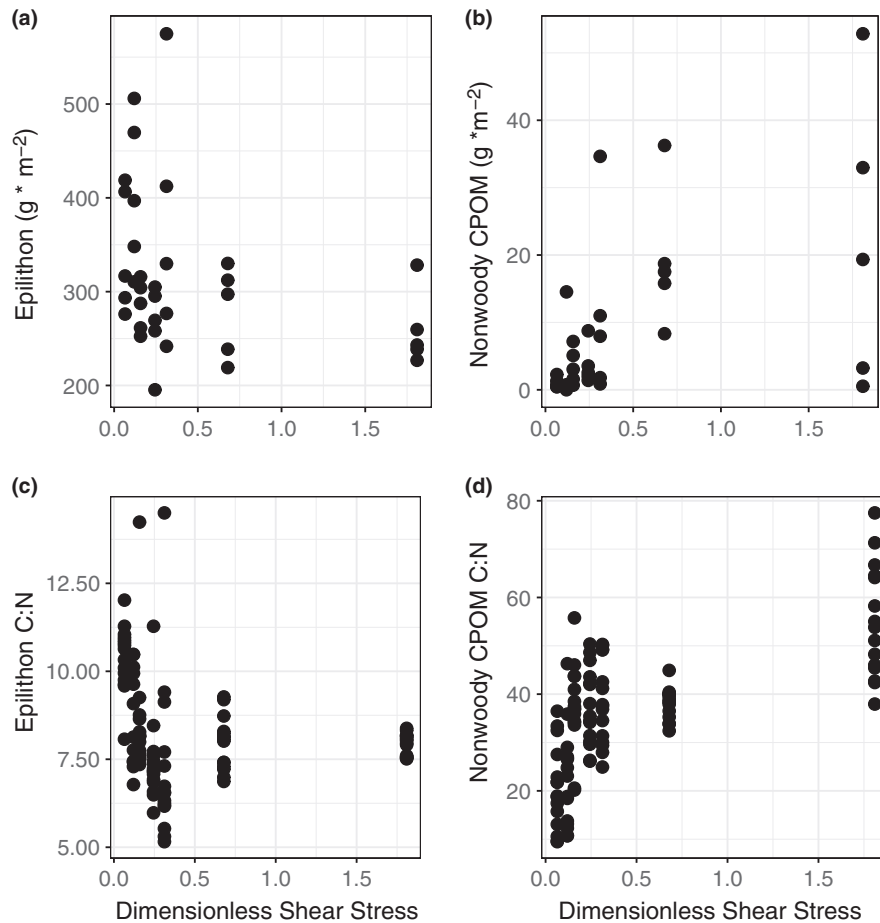 (a)
Epilithon (g * m−2)
500
400
300
200
0.0 0.5 1.0 1.5
(b)
Nonwoody CPOM (g *m−2)
40
20
0
0.0 0.5 1.0 1.5
(c)
Epilithon C:N
12.50
10.00
7.50
5.00
0.0 0.5 1.0 1.5
Dimensionless Shear Stress
(d)
Nonwoody CPOM C:N
80
60
40
20
0.0 0.5 1.0 1.5
Dimensionless Shear Stress